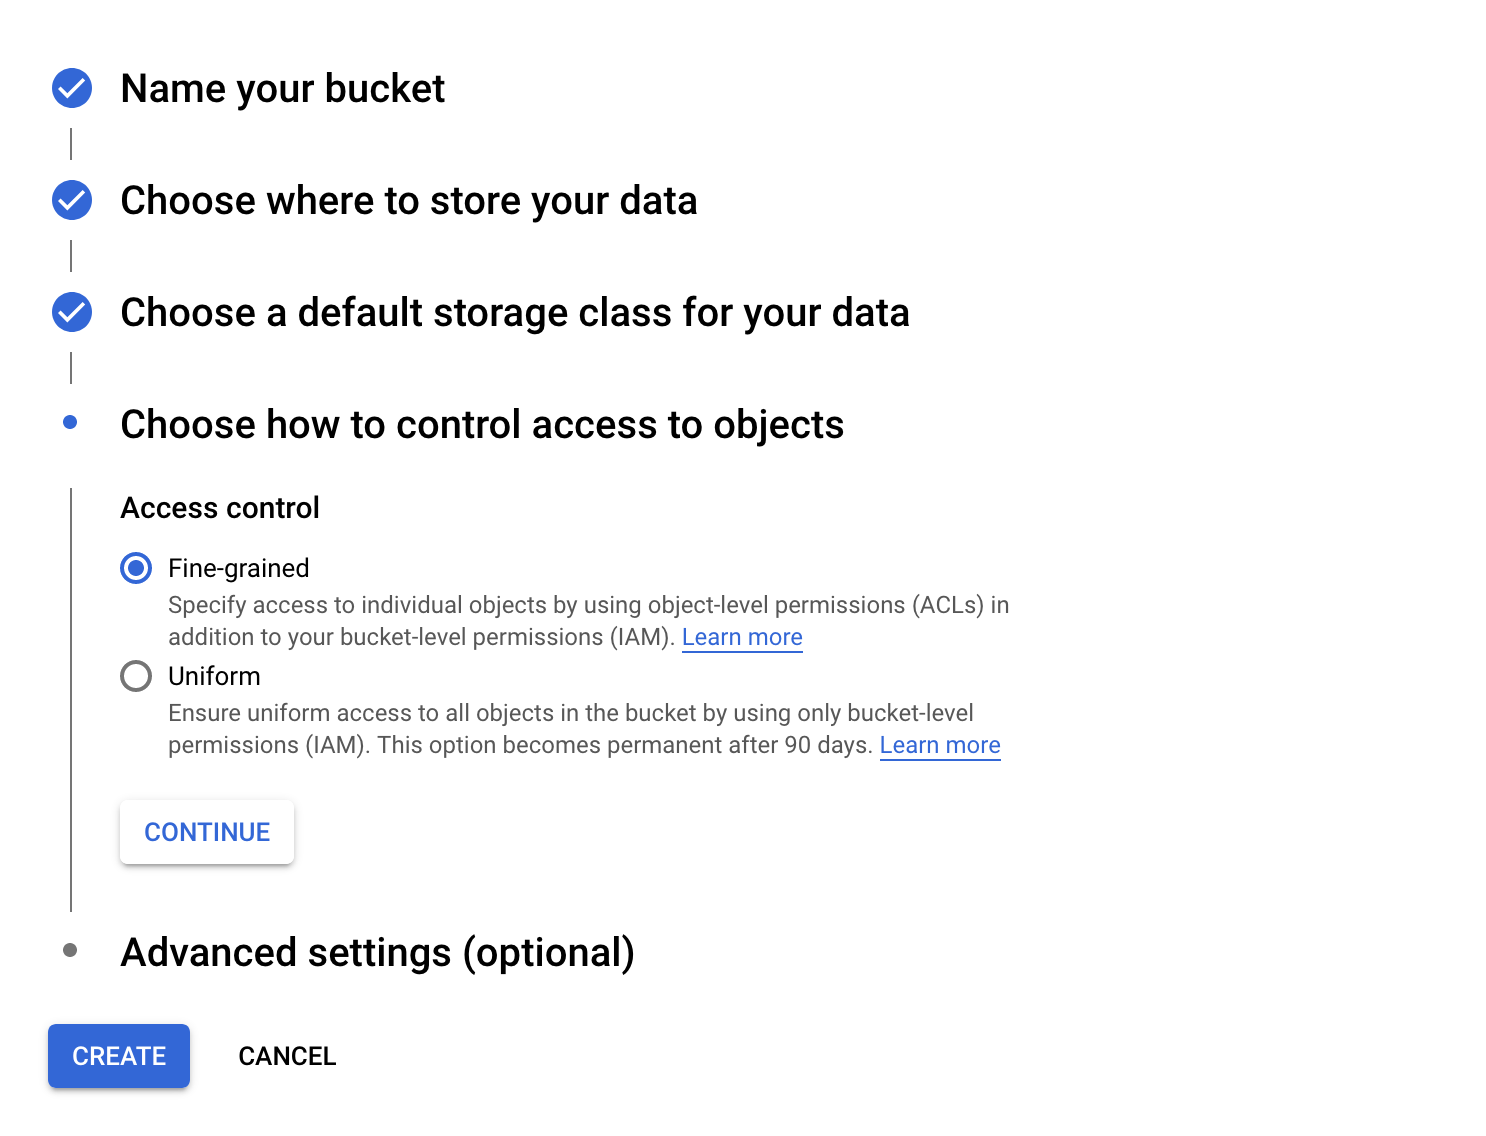 Name your bucket
Choose where to store your data
Choose a default storage class for your data
Choose how to control access to objects
Access control
Fine-grained
Specify access to individual objects by using object-level permissions (ACLs) in
addition to your bucket-level permissions (IAM). Learn more
Uniform
Ensure uniform access to all objects in the bucket by using only bucket-level
permissions (IAM). This option becomes permanent after 90 days. Learn more
CONTINUE
Advanced settings (optional)
CREATE CANCEL